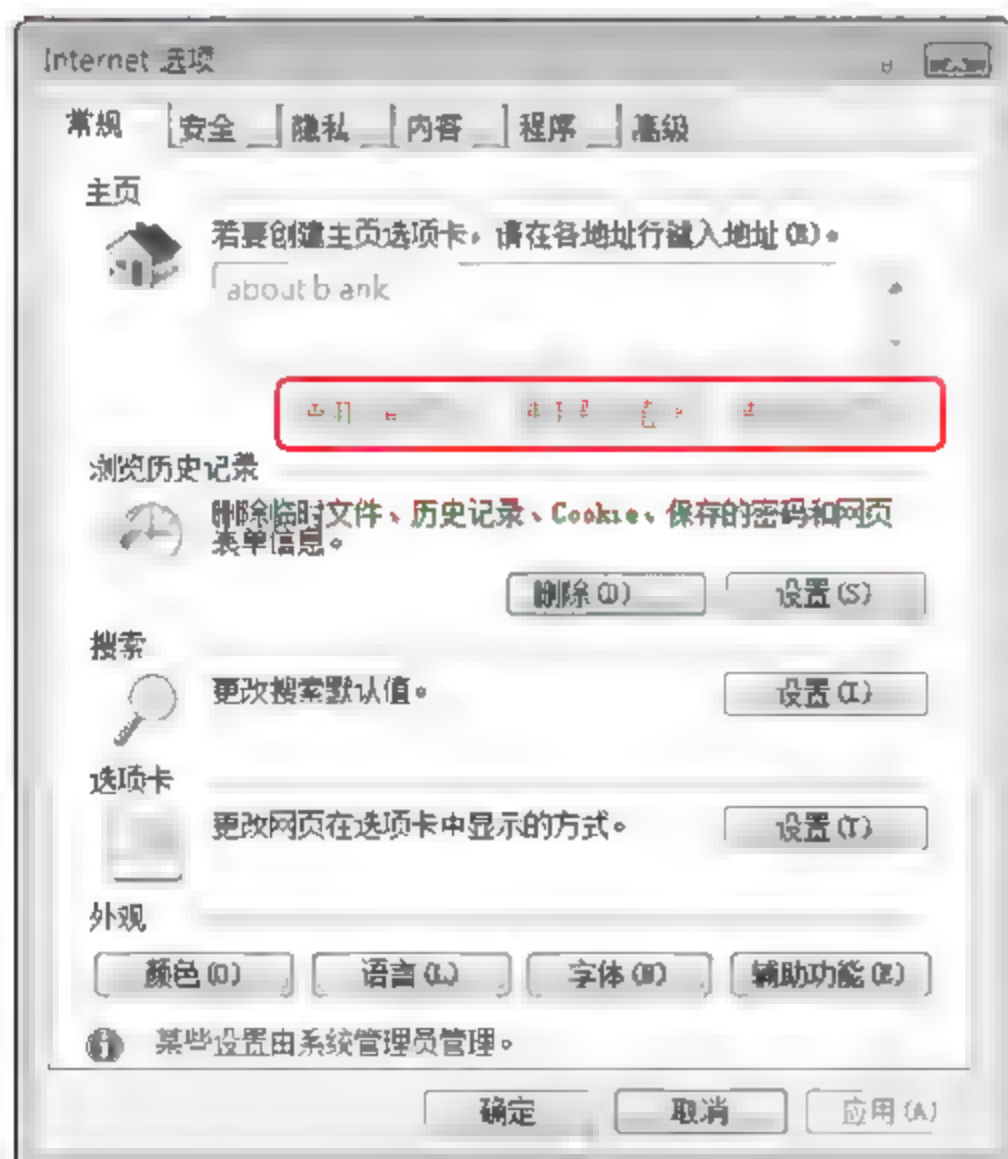 Internet 选项
常规 安全 隐私 内容 程序 高级
主页
若要创建主页选项卡，请在各地址行键入地址(R)。
about:blank
浏览历史记录
删除临时文件、历史记录、Cookie、保存的密码和网页
表单信息。
删除(D) 设置(S)
搜索
更改搜索默认值。
设置(I)
选项卡
更改网页在选项卡中显示的方式。
设置(T)
外观
颜色(O) 语言(L) 字体(N) 辅助功能(E)
某些设置由系统管理员管理。
确定 取消 应用(A)